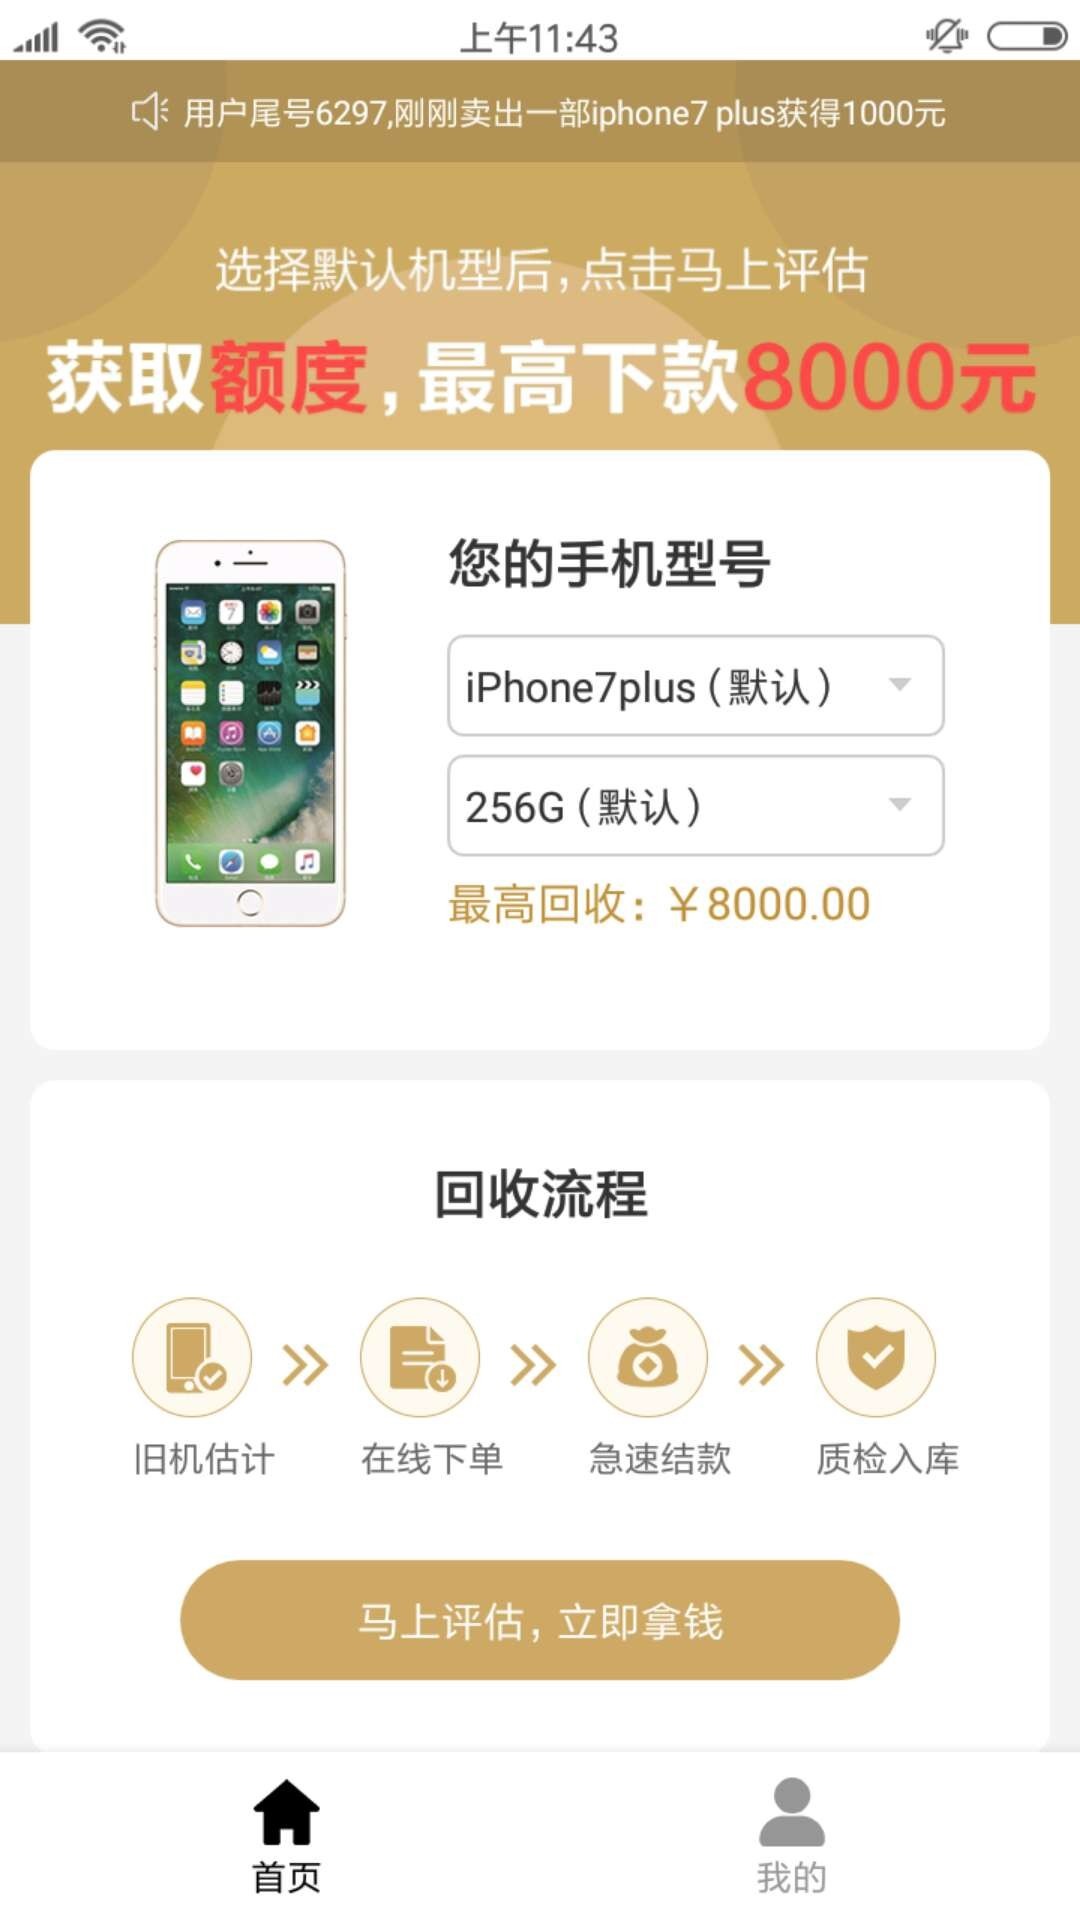 上午11:43
用户尾号6297,刚刚卖出一部iphone7 plus获得1000元
选择默认机型后,点击马上评估
获取额度,最高下款8000元
您的手机型号
iPhone7plus(默认)
256G(默认)
最高回收:￥8000.00
回收流程
旧机估计 在线下单 急速结款 质检入库
马上评估,立即拿钱
首页 我的